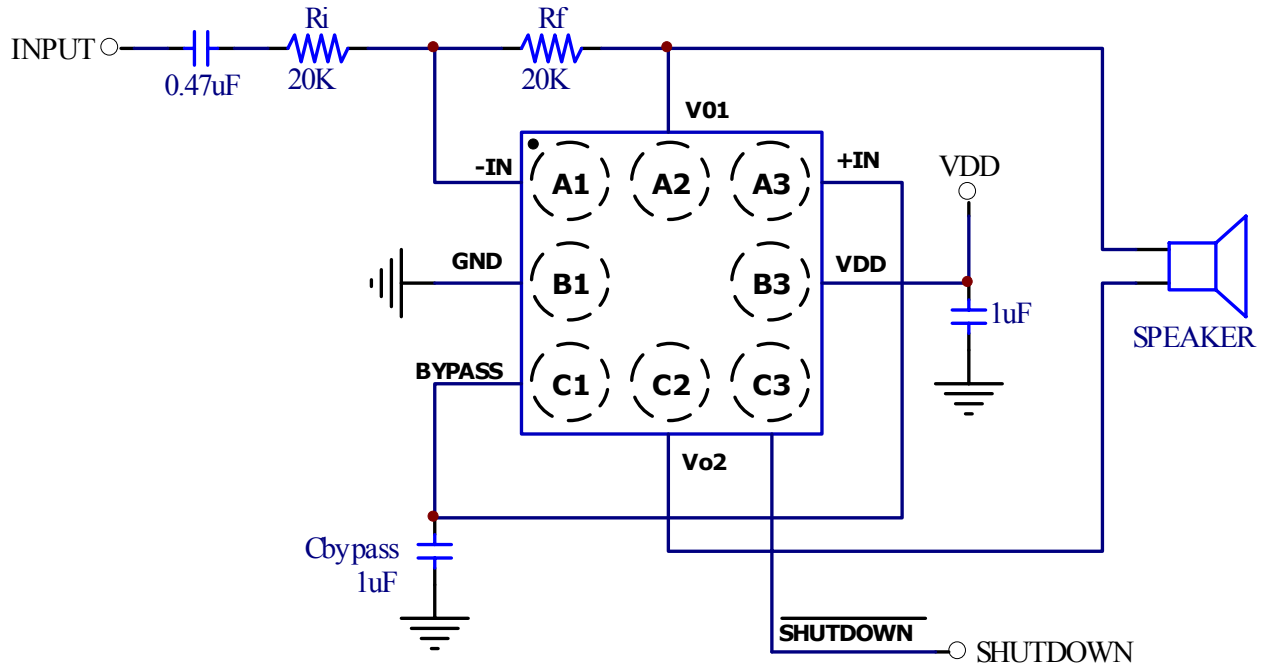 Ri
Rf
INPUT
0.47uF
20K
20K
V01
-IN
+IN
A1
A2
A3
VDD
GND
VDD
B1
B3
1uF
SPEAKER
BYPASS
C1
C2
C3
Vo2
Cbypass
1uF
SHUTDOWN
SHUTDOWN